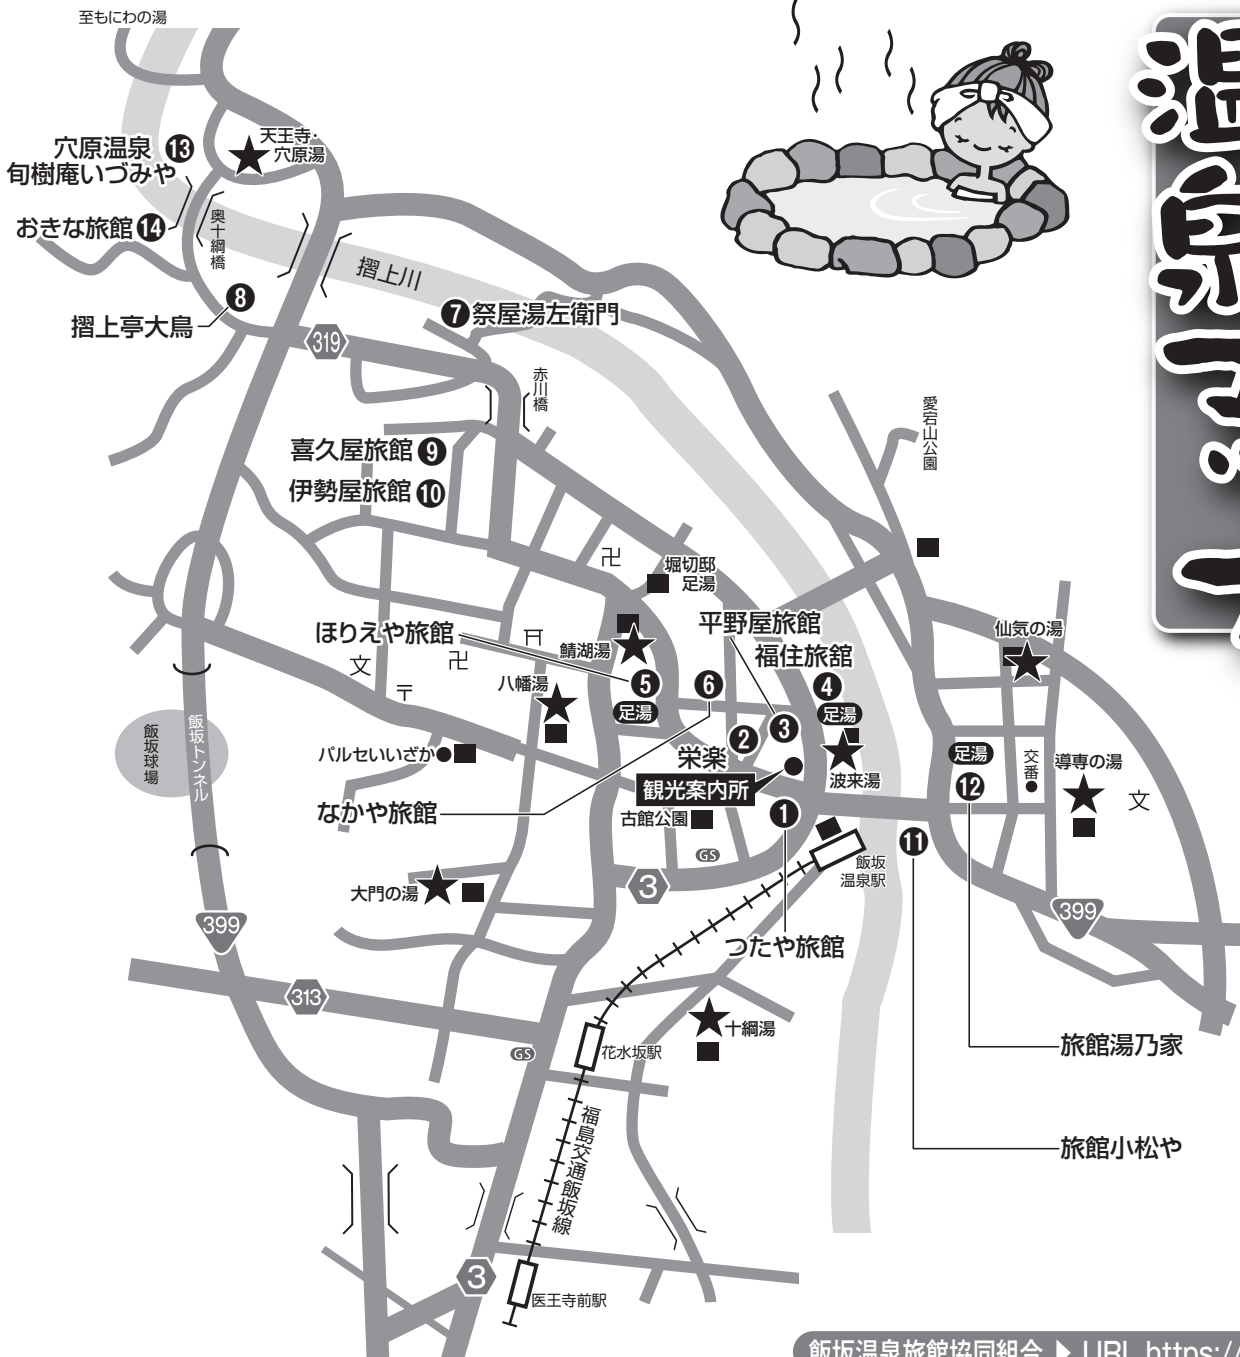 至もにわの湯
穴原温泉 ⓭
旬樹庵いづみや
天王寺・
穴原湯
おきな旅館 ⓮
奥十綱橋
摺上川
❽
摺上亭大鳥
319
❼ 祭屋湯左衛門
赤川橋
愛宕山公園
喜久屋旅館 ❾
伊勢屋旅館 ❿
卍
堀切邸
足湯
ほりえや旅館
文
卍
〒
鯖湖湯
八幡湯
❺
足湯
平野屋旅館
福住旅舘
❻
❹
足湯
❸
❷
栄楽
観光案内所
波来湯
仙気の湯
足湯
⓬
交番
導専の湯
文
飯坂球場
飯坂トンネル
パルセいいざか
なかや旅館
古館公園
❶
⓫
GS
飯坂
温泉駅
3
大門の湯
399
399
つたや旅館
313
十綱湯
GS
花水坂駅
旅館湯乃家
福島交通飯坂線
旅館小松や
3
医王寺前駅
温泉マップ
飯坂温泉旅館協同組合 ▶ URL https:/